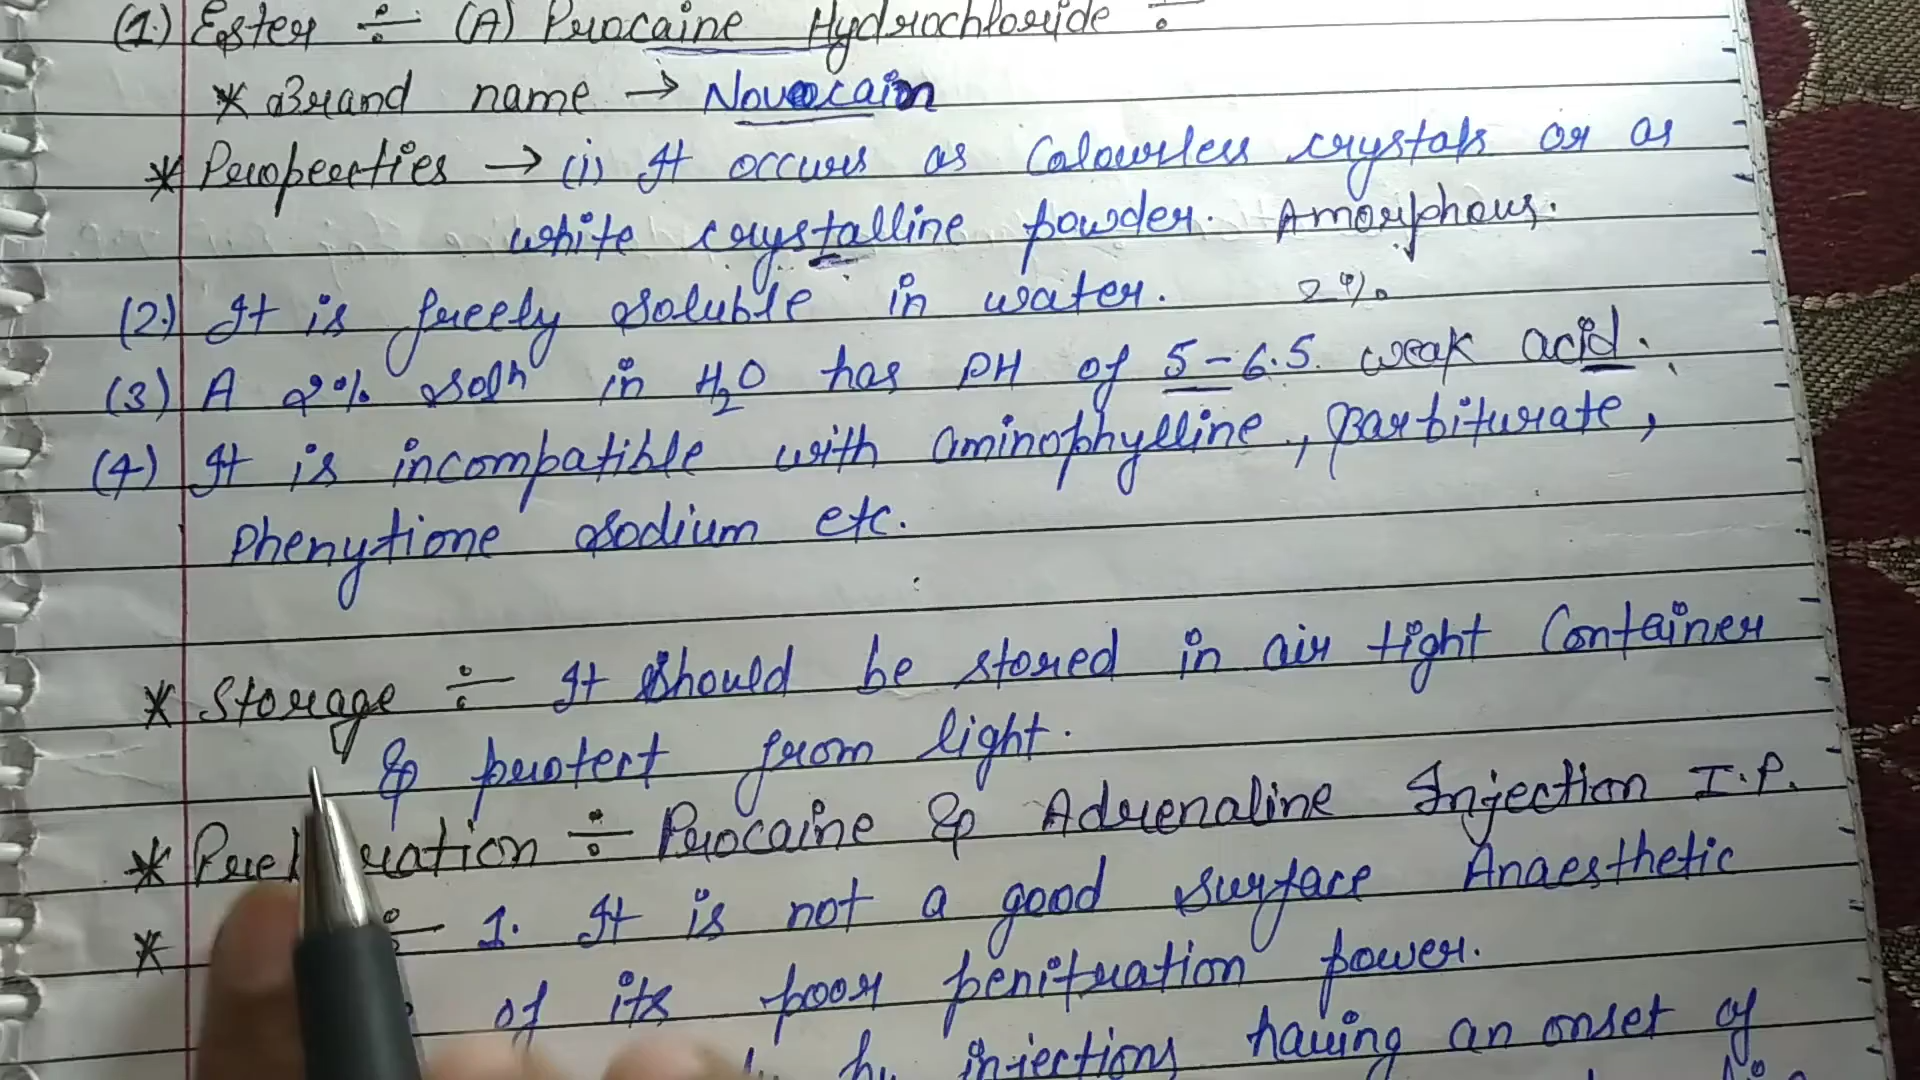 (1.) Ester ÷ (A) Procaine Hydrochloride ÷
* Brand name → Novocain
* Properties → (i) It occurs as Colourless crystals or as
white crystalline powder. Amorphous.
(2.) It is freely soluble in water. 2%
(3) A 2% soln in H2O has PH of 5-6.5. weak acid.
(4) It is incompatible with aminophylline, Barbiturate,
Phenytione sodium etc.
* Storage ÷ It should be stored in air tight Container
& protect from light.
* ÷ Procaine & Adrenaline Injection I.P.
* ÷ 1. It is not a good surface Anaesthetic
of its poor penitration power.
by injections having an onset of